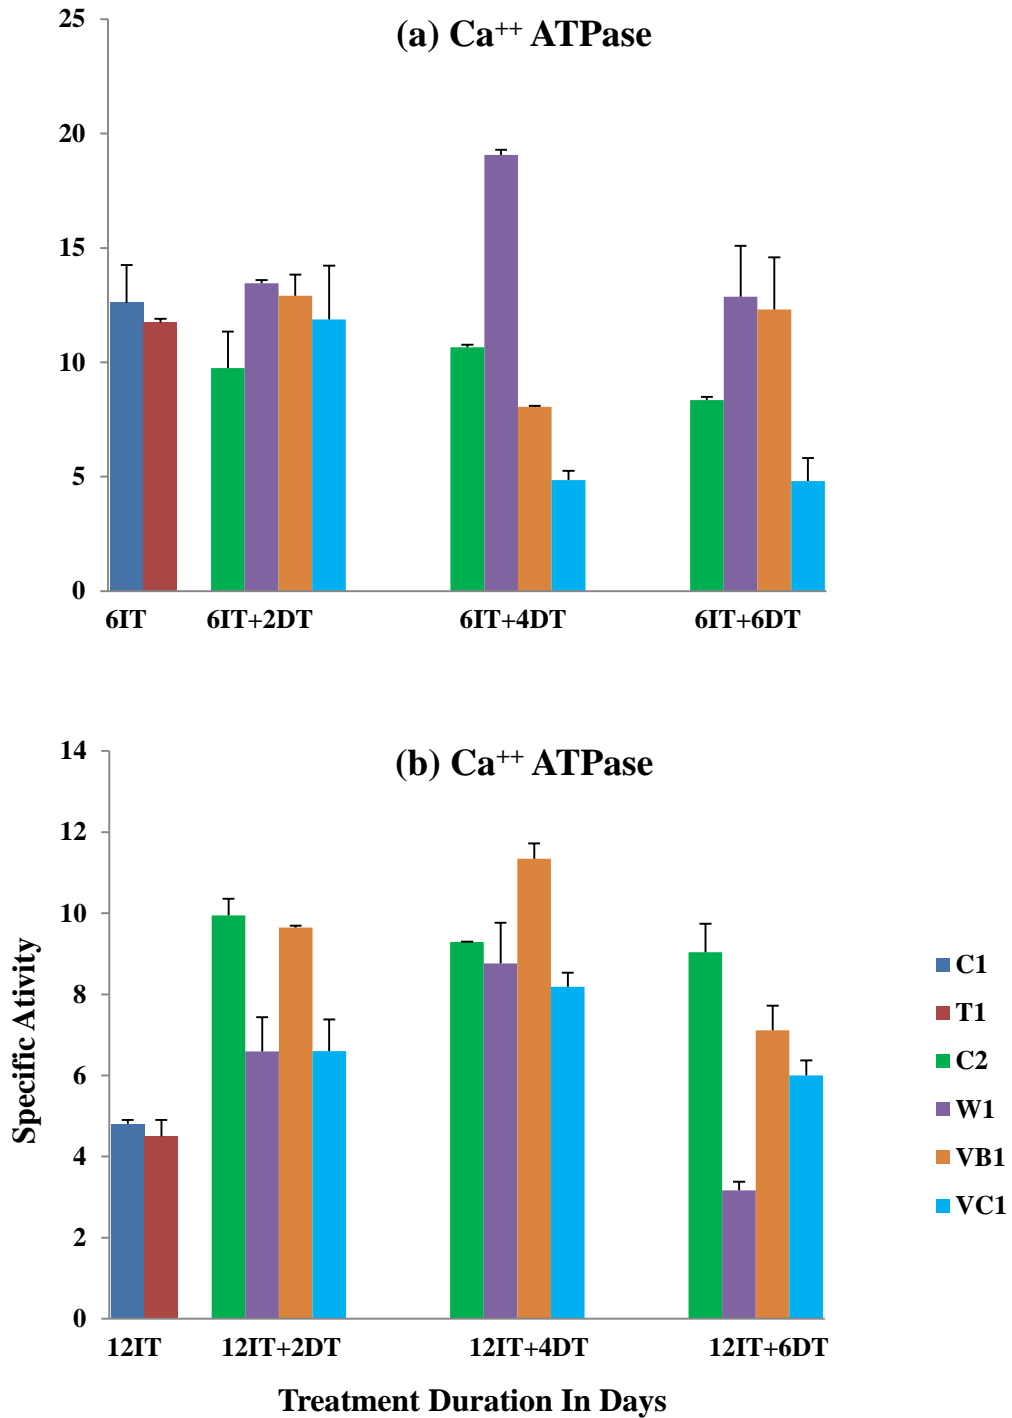 (a) Ca⁺⁺ ATPase
25
20
15
10
5
0
6IT 6IT+2DT 6IT+4DT 6IT+6DT
(b) Ca⁺⁺ ATPase
14
12
10
8
6
4
2
0
Specific Ativity
12IT 12IT+2DT 12IT+4DT 12IT+6DT
Treatment Duration In Days
C1
T1
C2
W1
VB1
VC1